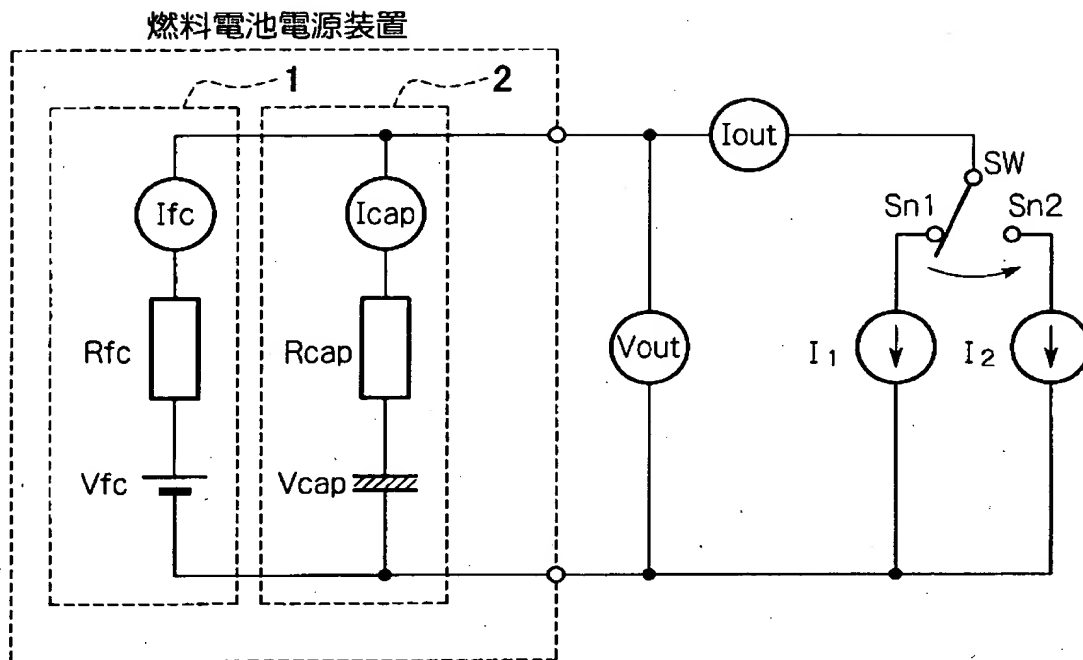 燃料電池電源装置
1
2
Iout
SW
Ifc
Icap
Sn1
Sn2
Rfc
Rcap
Vout
I1
I2
Vfc
Vcap